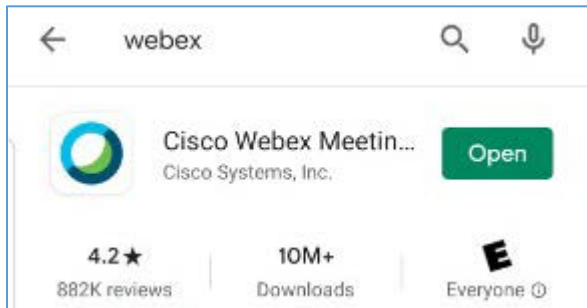 webex
Cisco Webex Meetin...
Cisco Systems, Inc.
Open
4.2★
882K reviews
10M+
Downloads
E
Everyone ⓘ